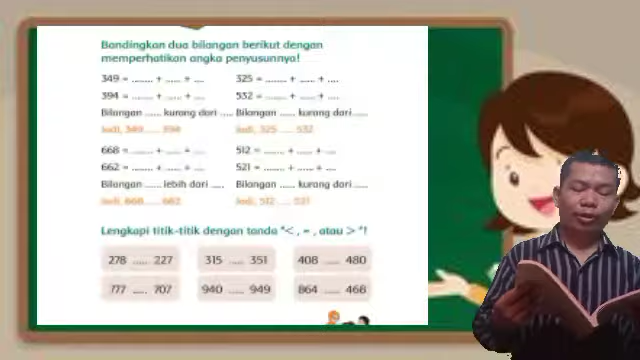 Bandingkan dua bilangan berikut dengan
memperhatikan angka penyusunnya!
349 = ........ + ..... + ....
325 = ....... + ..... + ....
394 = ....... + ..... + ...
532 = ....... + ..... + ....
Bilangan ..... kurang dari ....
Bilangan ..... kurang dari ....
Jadi, 349 ..... 394
Jadi, 325 ..... 532
668 = ....... + ..... + ...
512 = ....... + ..... + ...
662 = ....... + ..... + ...
521 = ....... + ..... + ....
Bilangan ..... lebih dari ....
Bilangan ..... kurang dari ....
Jadi, 668 ..... 662
Jadi, 512 ..... 521
Lengkapi titik-titik dengan tanda "< , = , atau > "!
278 ..... 227
315 ..... 351
408 ..... 480
777 ..... 707
940 ..... 949
864 ..... 468